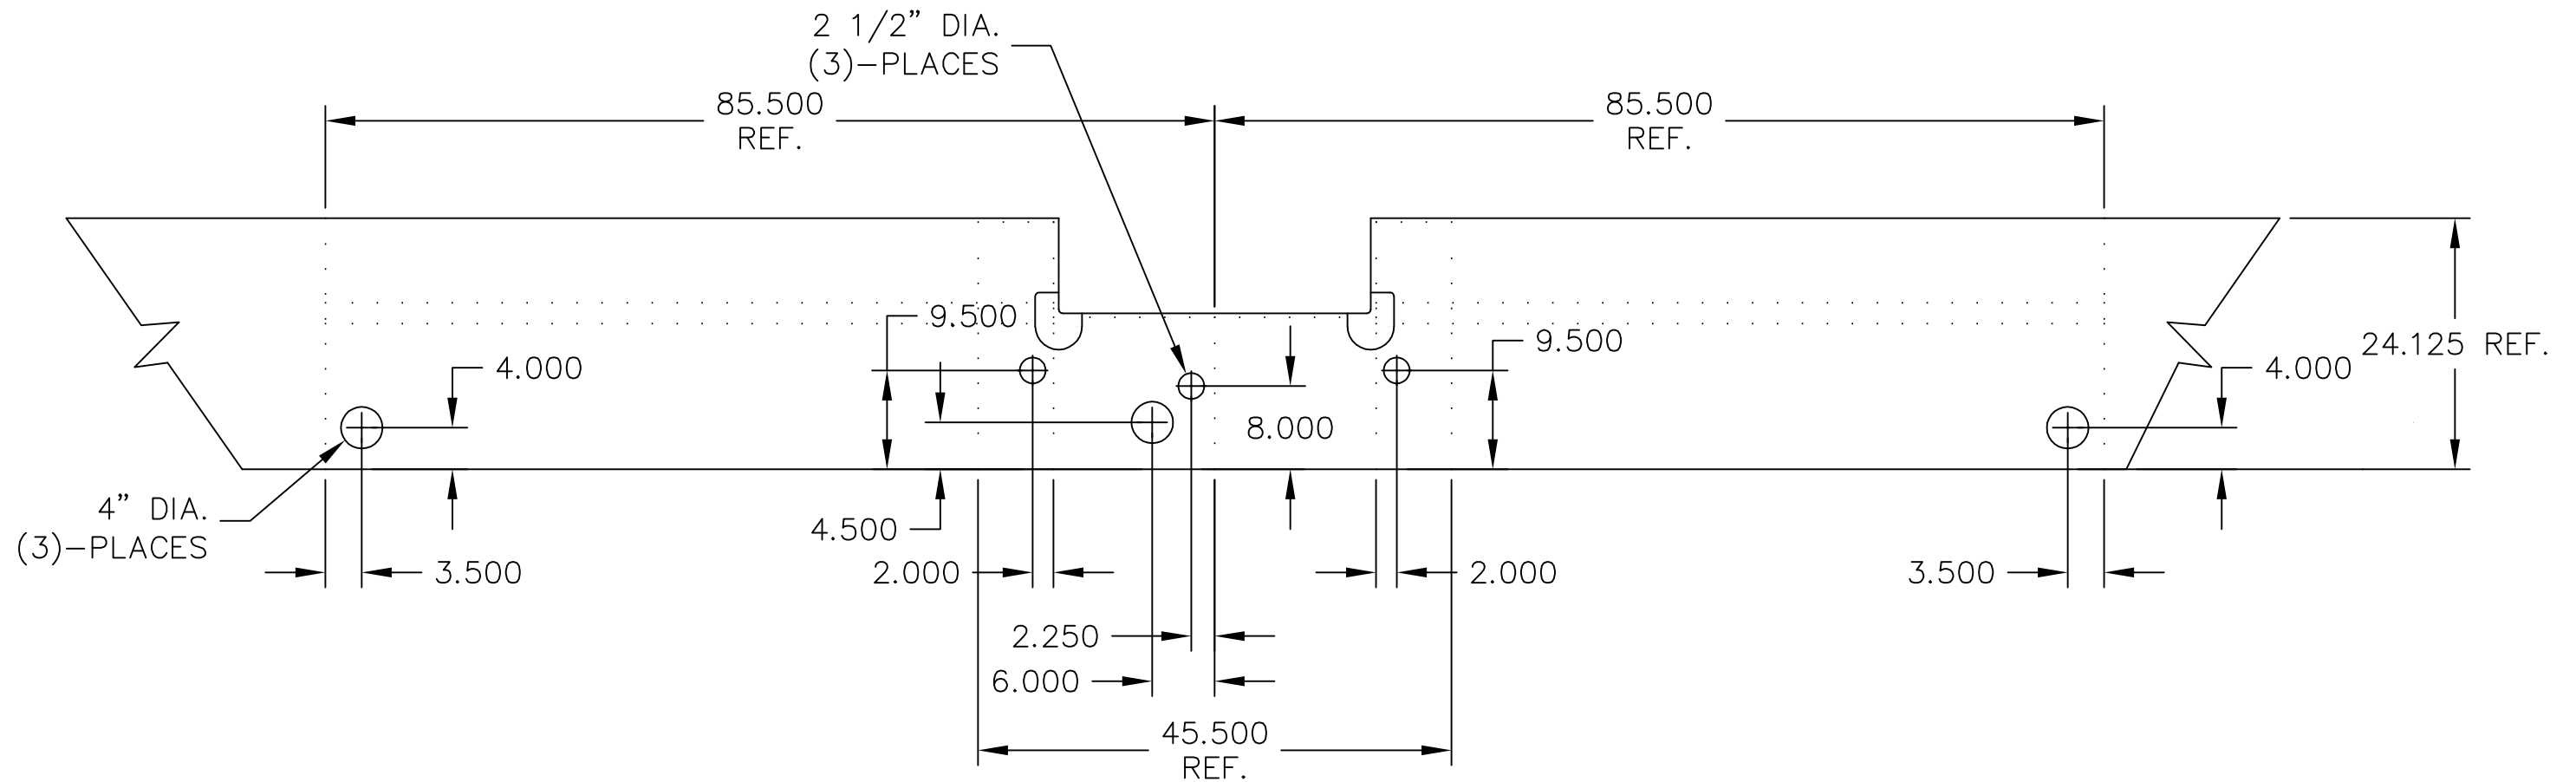 2 1/2” DIA.
(3)-PLACES
85.500
REF.
85.500
REF.
9.500
9.500
24.125 REF.
4.000
4.000
8.000
4” DIA.
(3)-PLACES
4.500
3.500
2.000
2.000
3.500
2.250
6.000
45.500
REF.